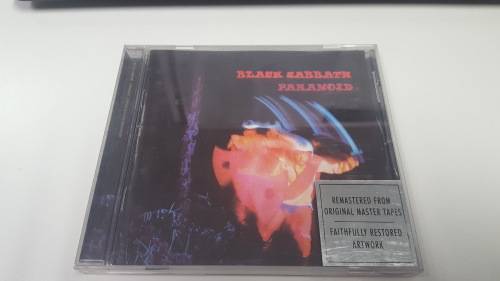 BLACK SABBATH
PARANOID
REMASTERED FROM
ORIGINAL MASTER TAPES
FAITHFULLY RESTORED
ARTWORK